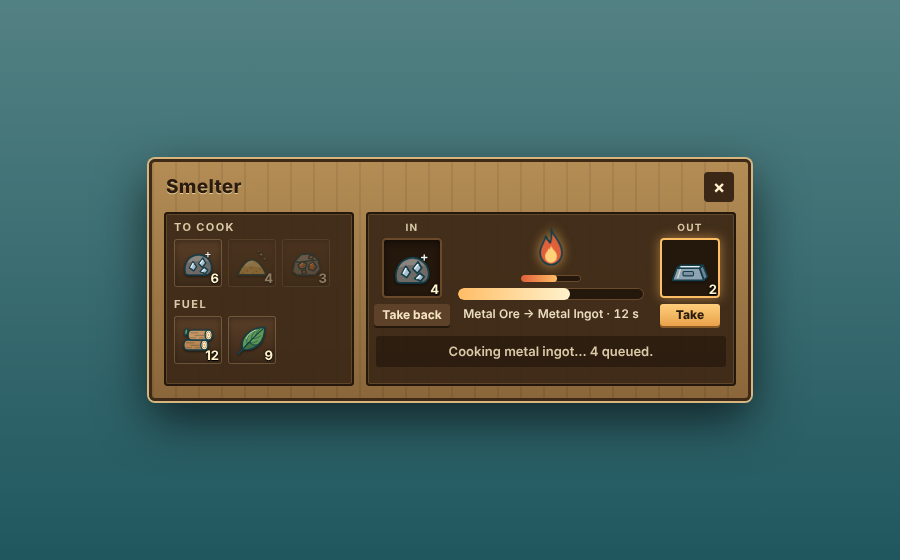 Smelter
×
TO COOK
6
4
3
FUEL
12
9
IN
4
Take back
Metal Ore → Metal Ingot · 12 s
OUT
2
Take
Cooking metal ingot... 4 queued.